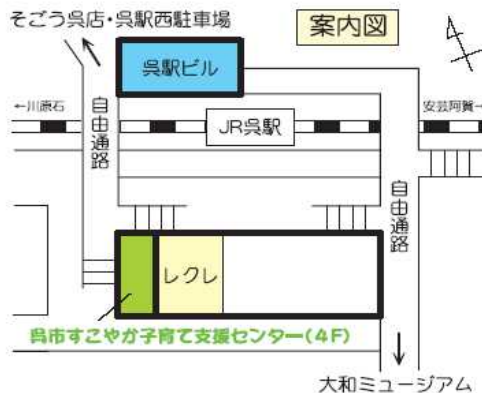 そごう呉店・呉駅西駐車場
案内図
呉駅ビル
←川原石
自由通路
JR呉駅
安芸阿賀→
自由通路
レクレ
呉市すこやか子育て支援センター(4F)
大和ミュージアム